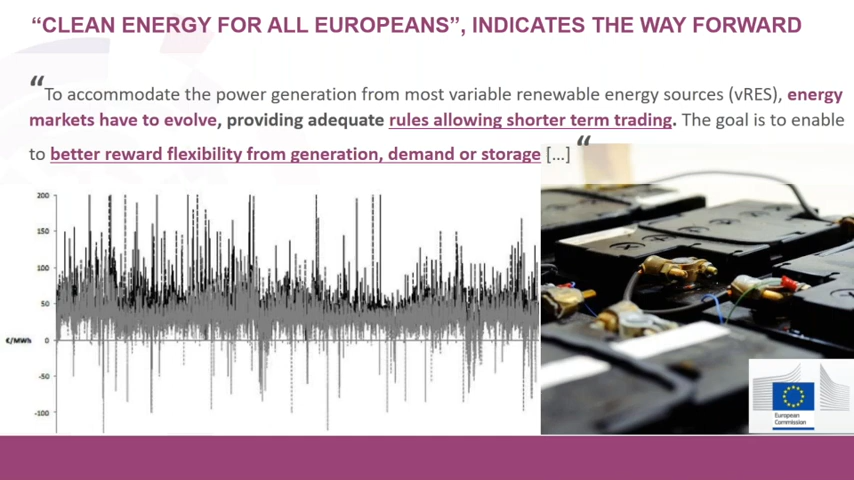 “CLEAN ENERGY FOR ALL EUROPEANS”, INDICATES THE WAY FORWARD
“To accommodate the power generation from most variable renewable energy sources (vRES), energy
markets have to evolve, providing adequate rules allowing shorter term trading. The goal is to enable
to better reward flexibility from generation, demand or storage [...] “
200
150
100
50
€/MWh 0
-50
-100
European
Commission